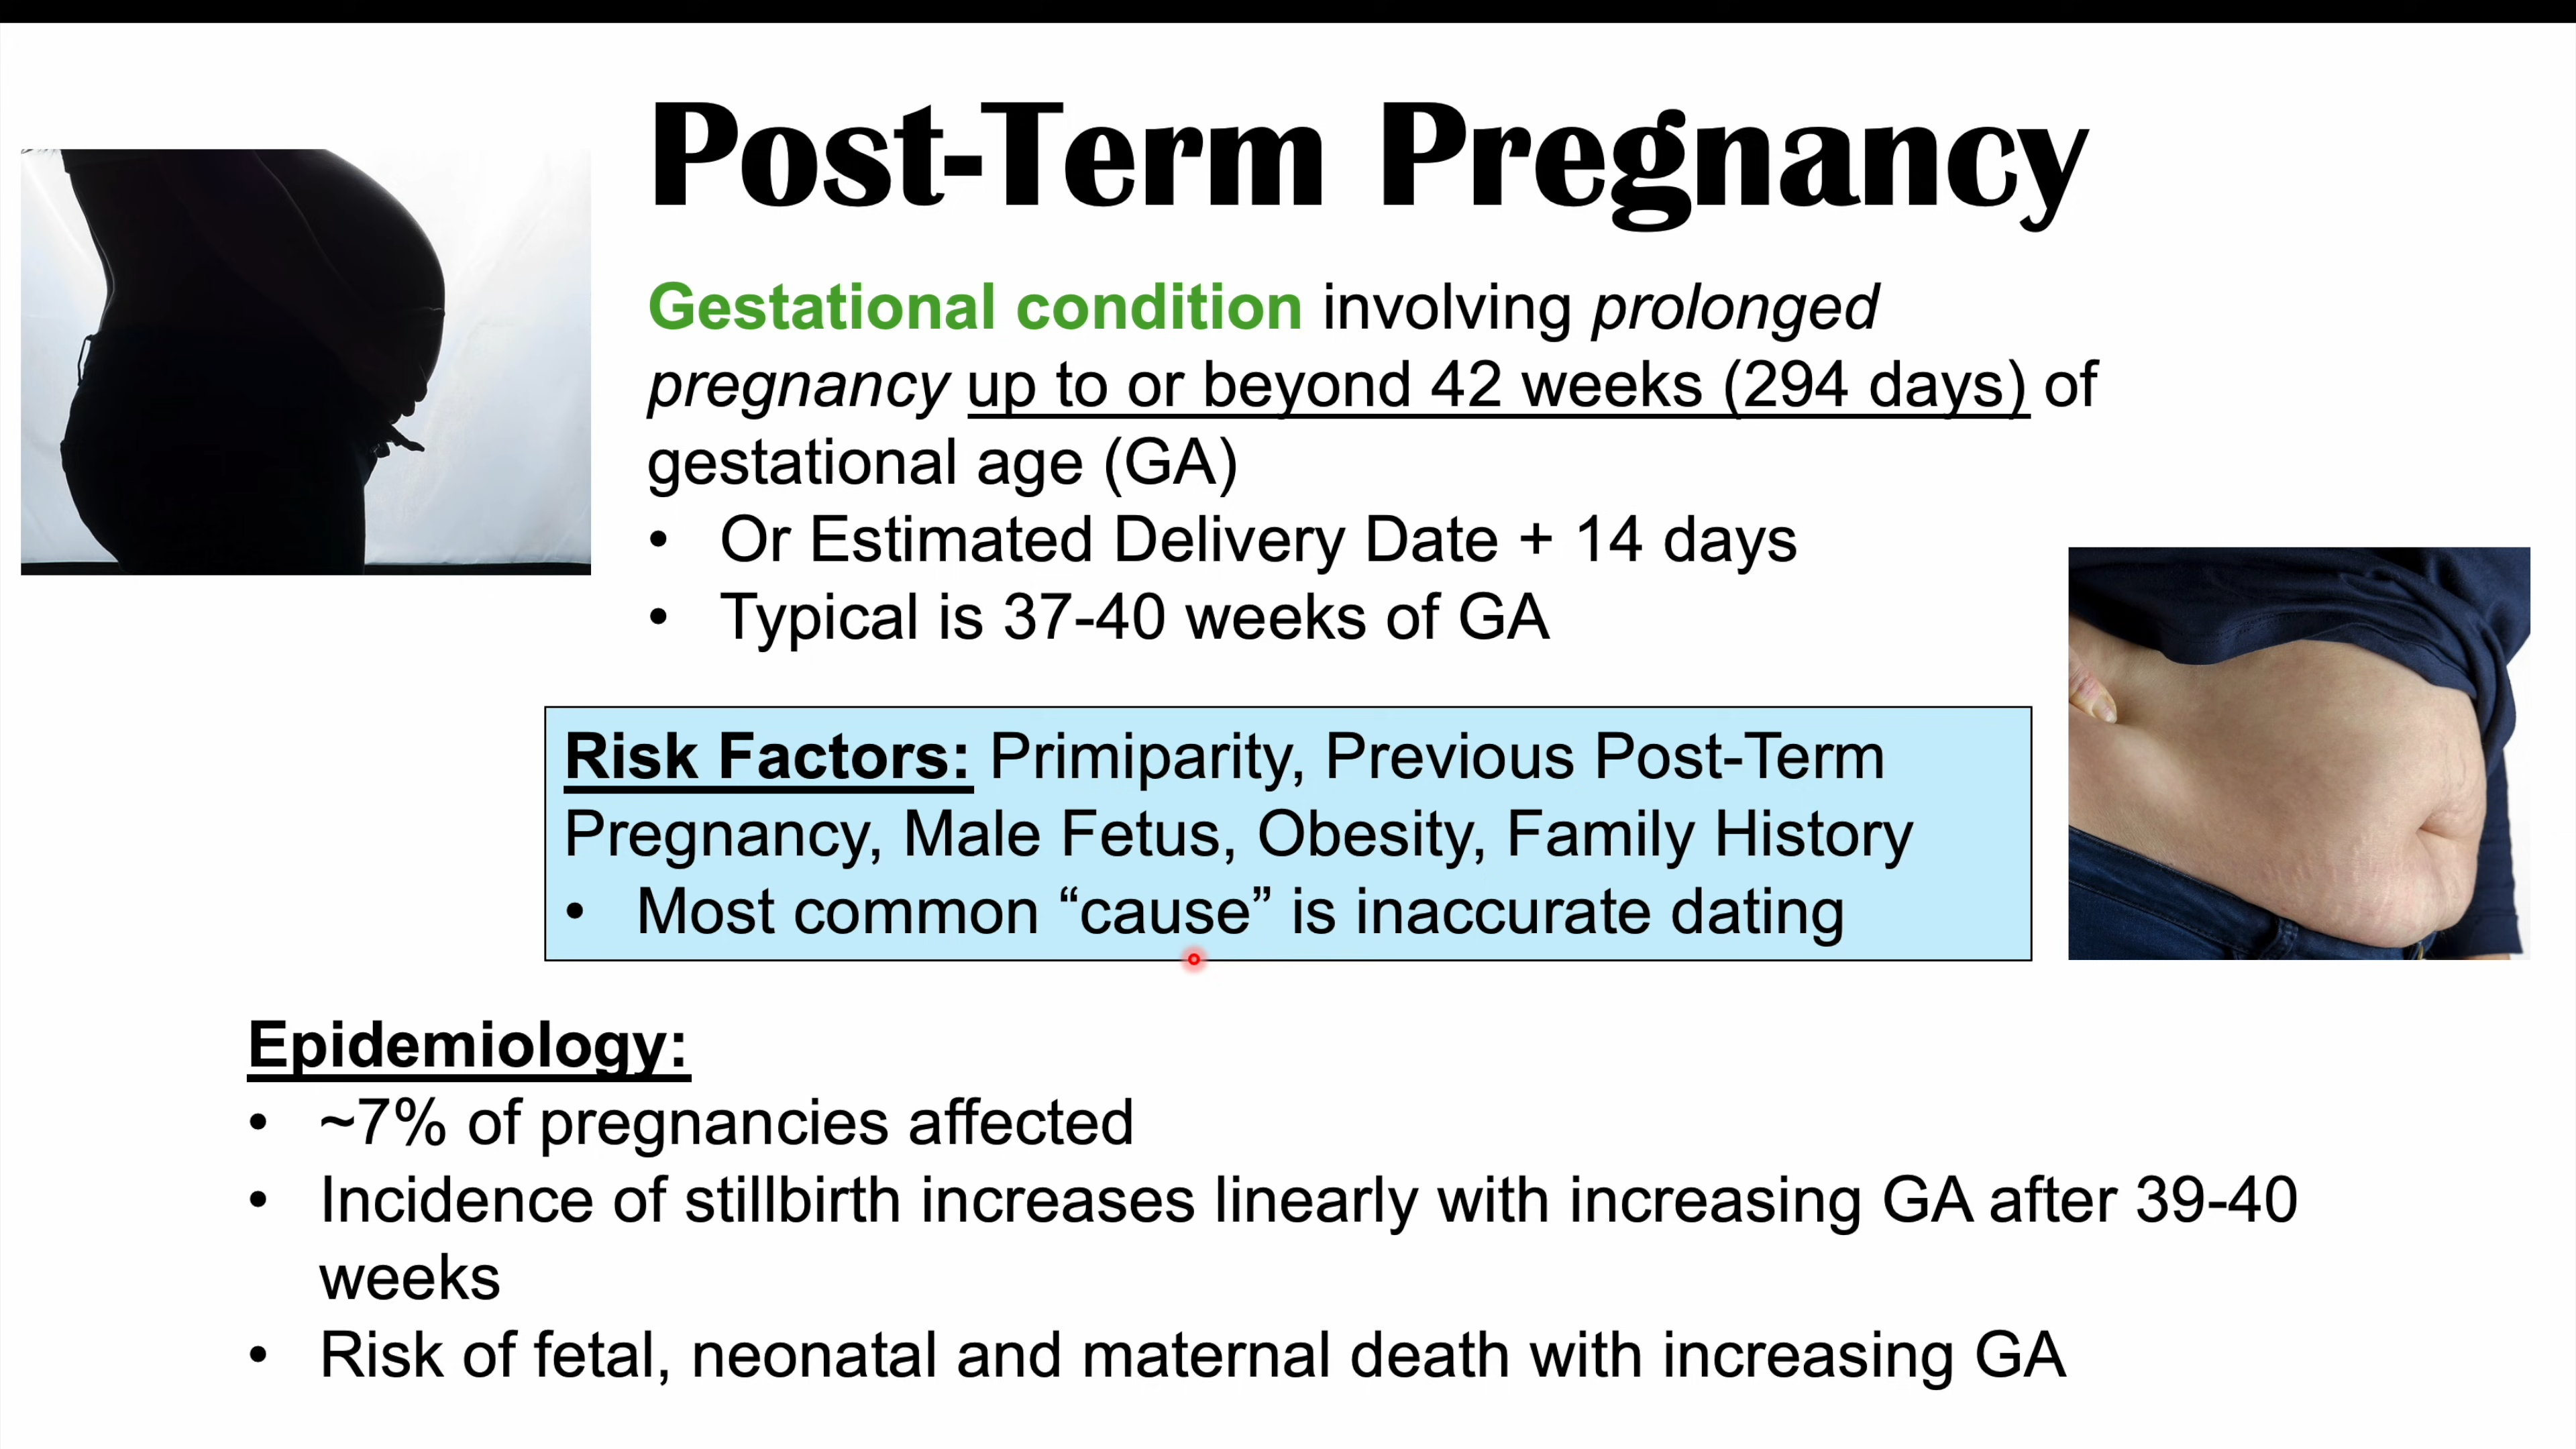 Post-Term Pregnancy
Gestational condition involving prolonged
pregnancy up to or beyond 42 weeks (294 days) of
gestational age (GA)
• Or Estimated Delivery Date + 14 days
• Typical is 37-40 weeks of GA
Risk Factors: Primiparity, Previous Post-Term
Pregnancy, Male Fetus, Obesity, Family History
• Most common “cause” is inaccurate dating
Epidemiology:
• ~7% of pregnancies affected
• Incidence of stillbirth increases linearly with increasing GA after 39-40
weeks
• Risk of fetal, neonatal and maternal death with increasing GA